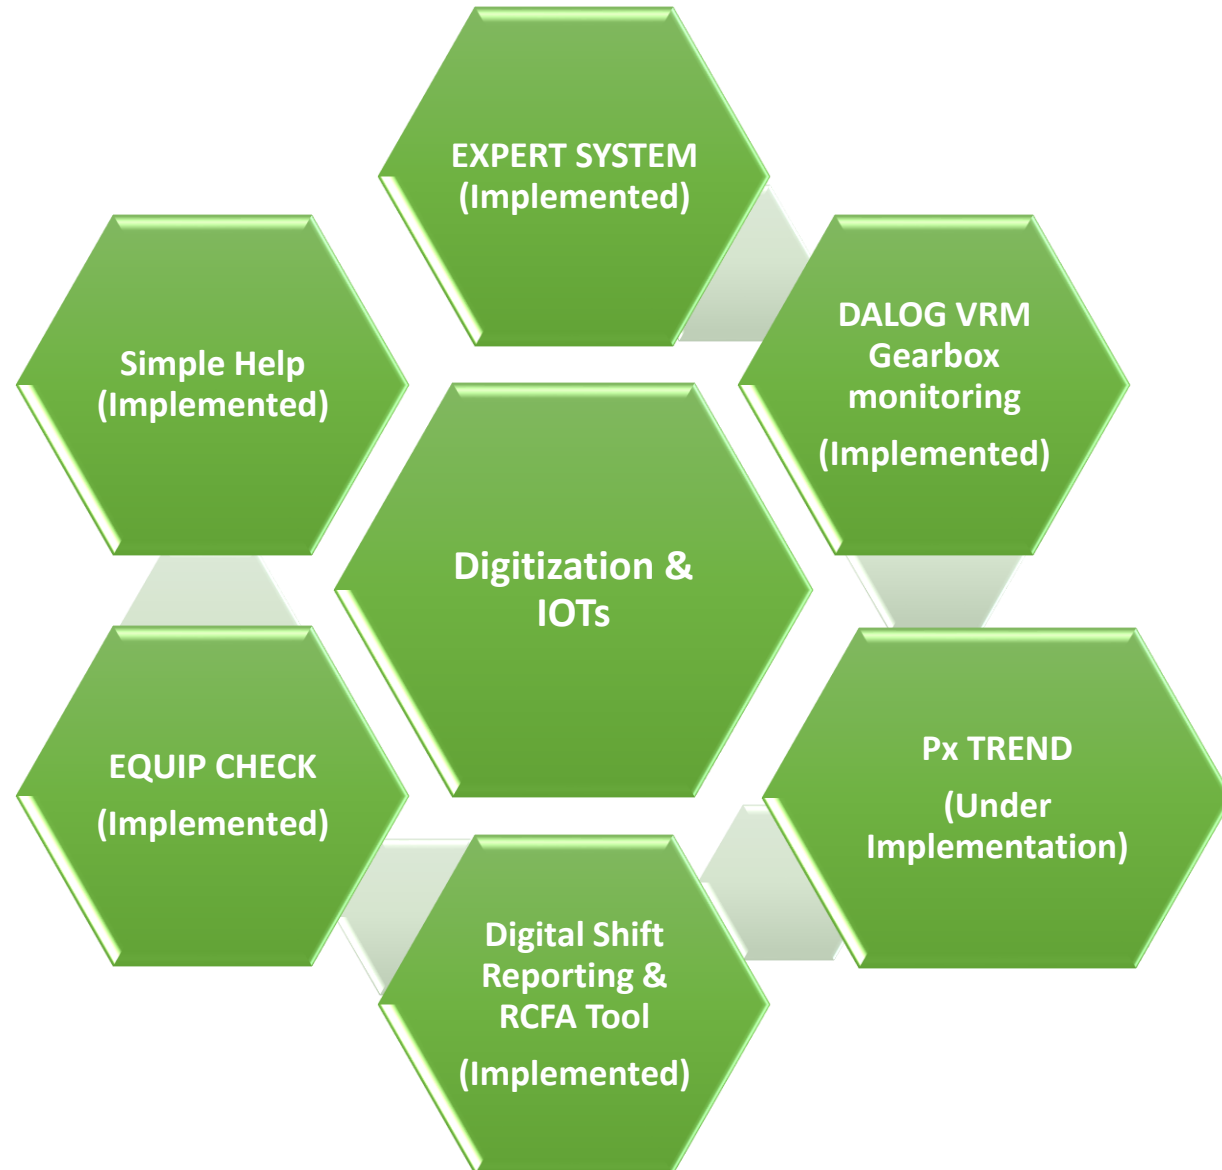 EXPERT SYSTEM
(Implemented)
DALOG VRM
Gearbox
monitoring
(Implemented)
Simple Help
(Implemented)
Digitization &
IOTs
Px TREND
(Under
Implementation)
EQUIP CHECK
(Implemented)
Digital Shift
Reporting &
RCFA Tool
(Implemented)